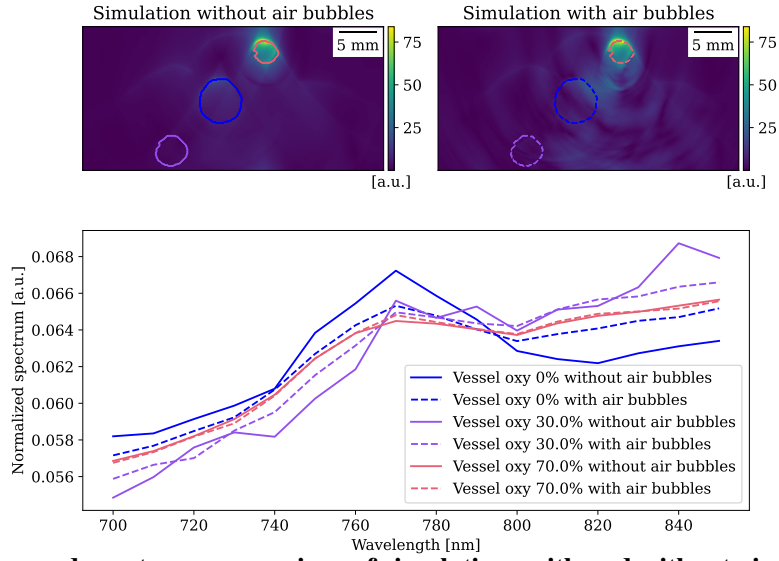 Simulation without air bubbles
Simulation with air bubbles
5 mm
75
50
25
[a.u.]
5 mm
75
50
25
[a.u.]
Normalized spectrum [a.u.]
0.068
0.066
0.064
0.062
0.060
0.058
0.056
Vessel oxy 0% without air bubbles
Vessel oxy 0% with air bubbles
Vessel oxy 30.0% without air bubbles
Vessel oxy 30.0% with air bubbles
Vessel oxy 70.0% without air bubbles
Vessel oxy 70.0% with air bubbles
700 720 740 760 780 800 820 840
Wavelength [nm]